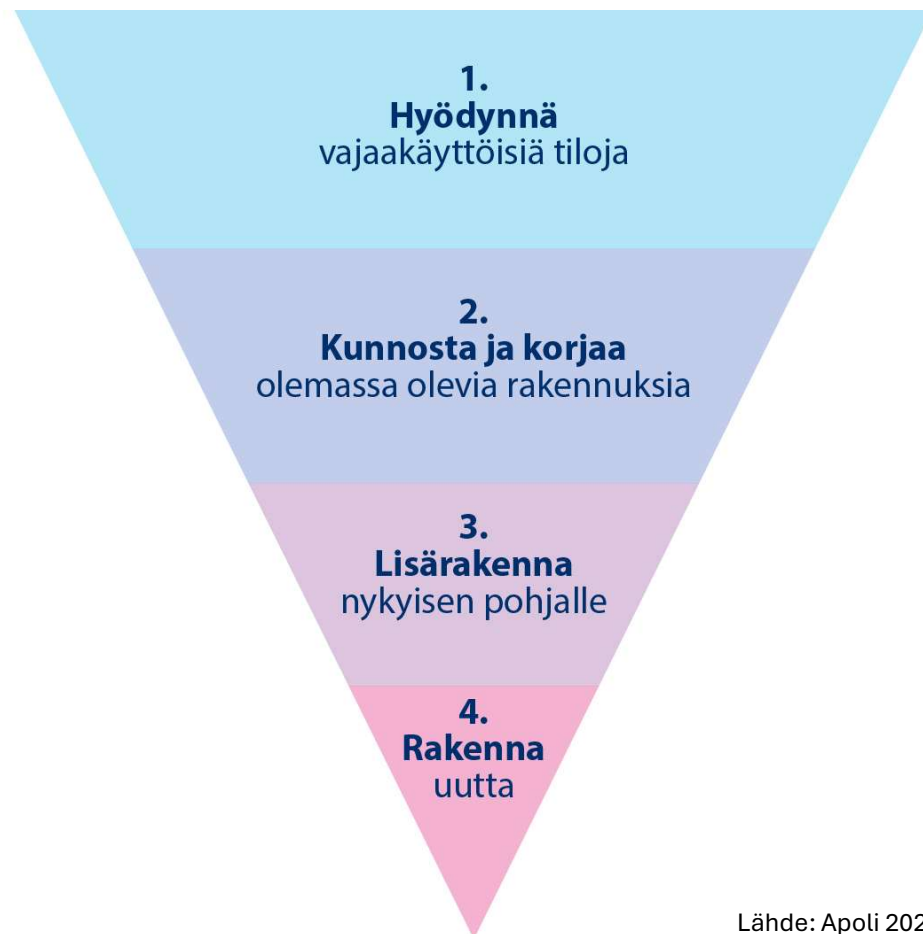 1.
Hyödynnä
vajaakäyttöisiä tiloja
2.
Kunnosta ja korjaa
olemassa olevia rakennuksia
3.
Lisärakenna
nykyisen pohjalle
4.
Rakenna
uutta
Lähde: Apoli